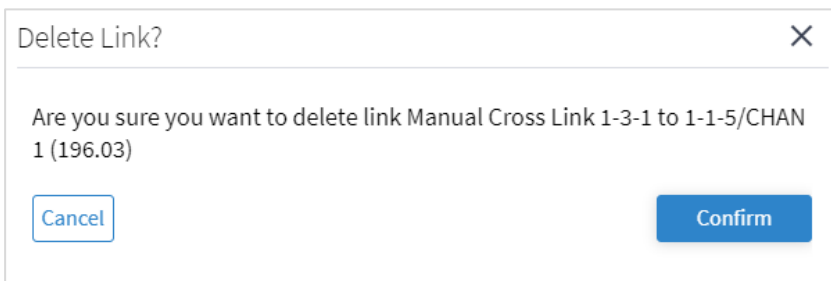 Delete Link?
Are you sure you want to delete link Manual Cross Link 1-3-1 to 1-1-5/CHAN
1 (196.03)
Cancel
Confirm